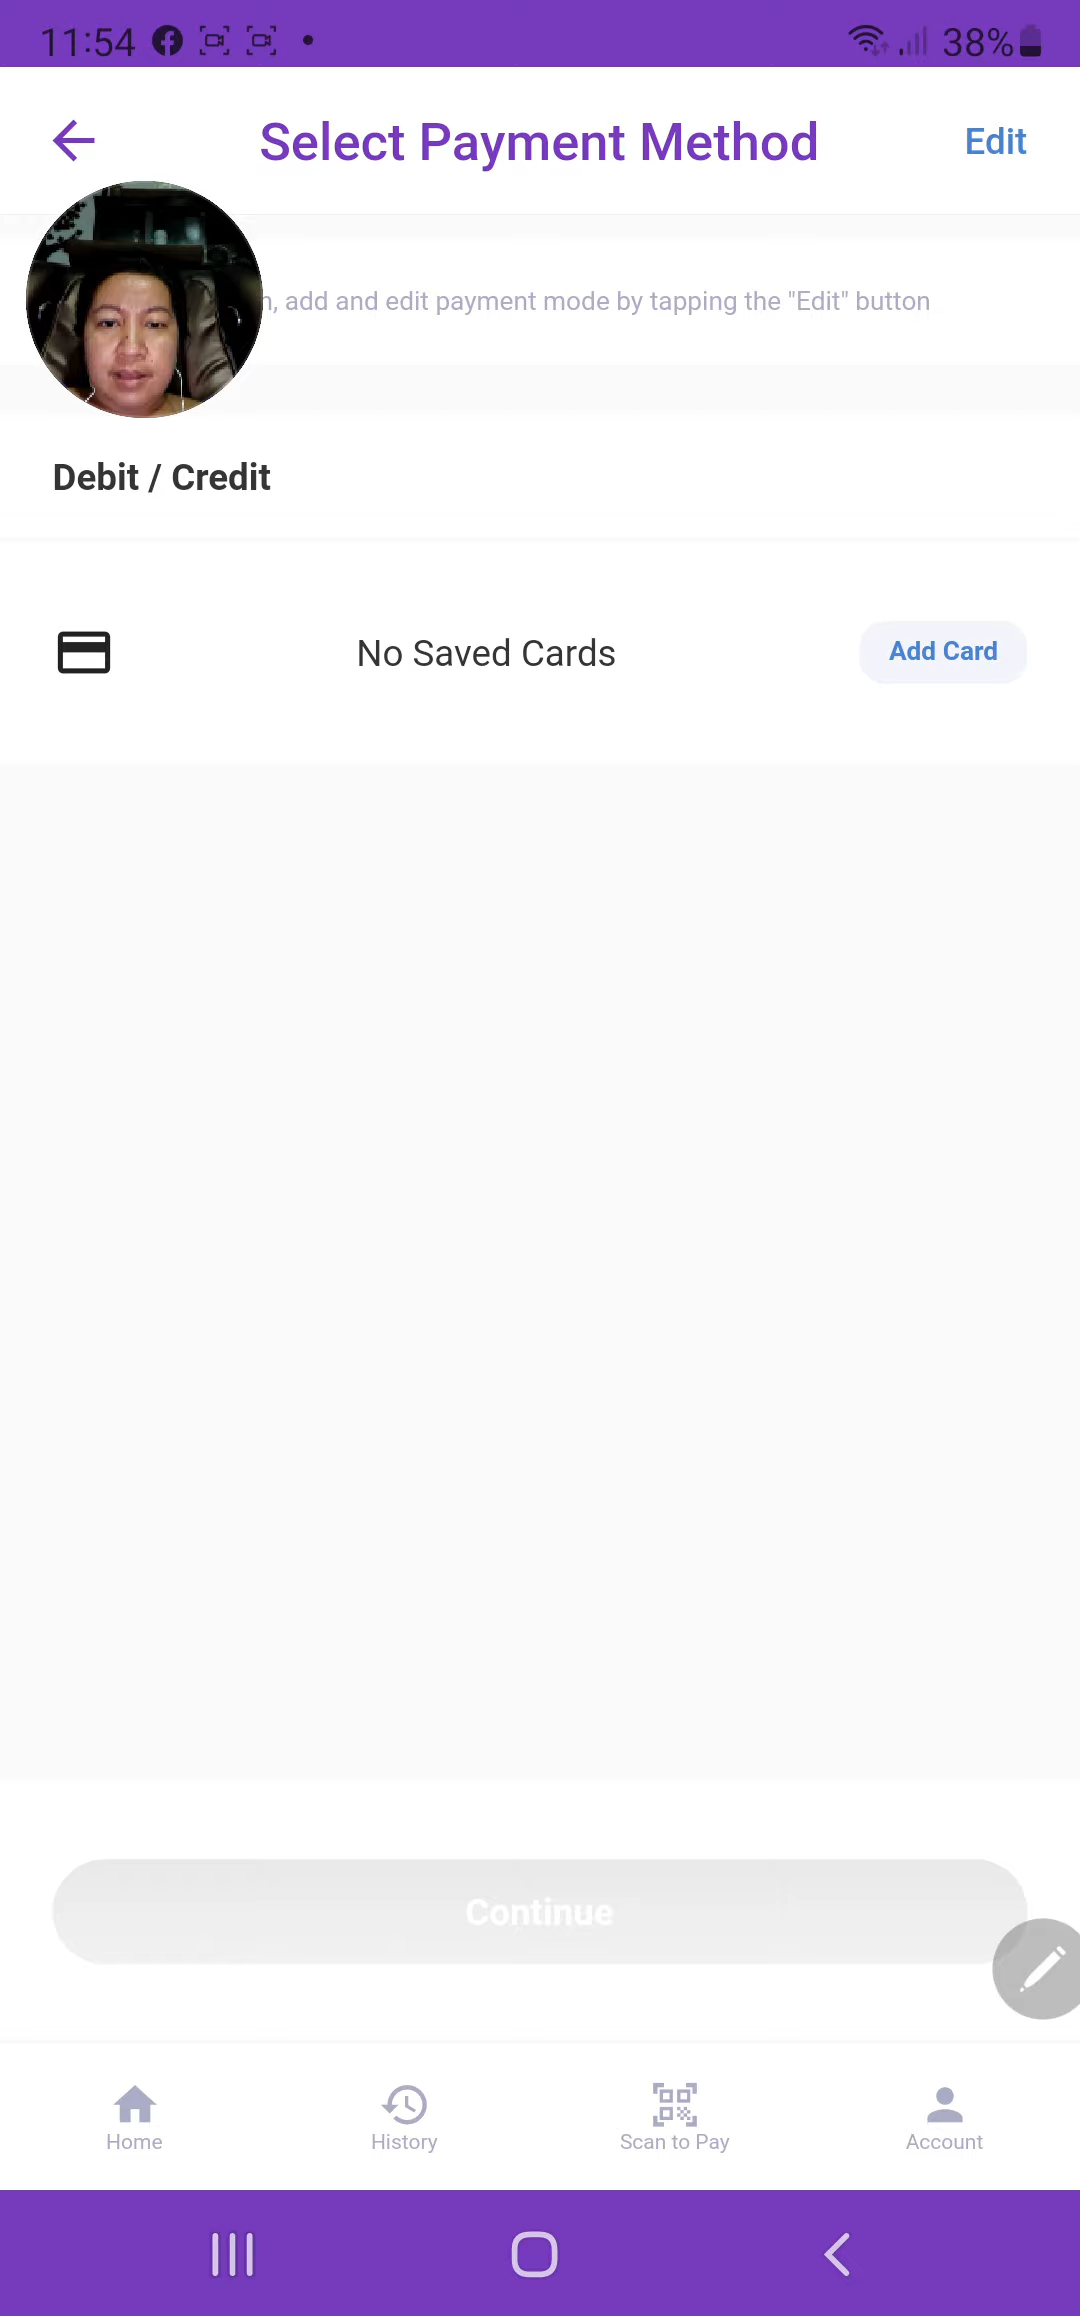 11:54
38%
Select Payment Method
Edit
, add and edit payment mode by tapping the "Edit" button
Debit / Credit
No Saved Cards
Add Card
Continue
Home
History
Scan to Pay
Account